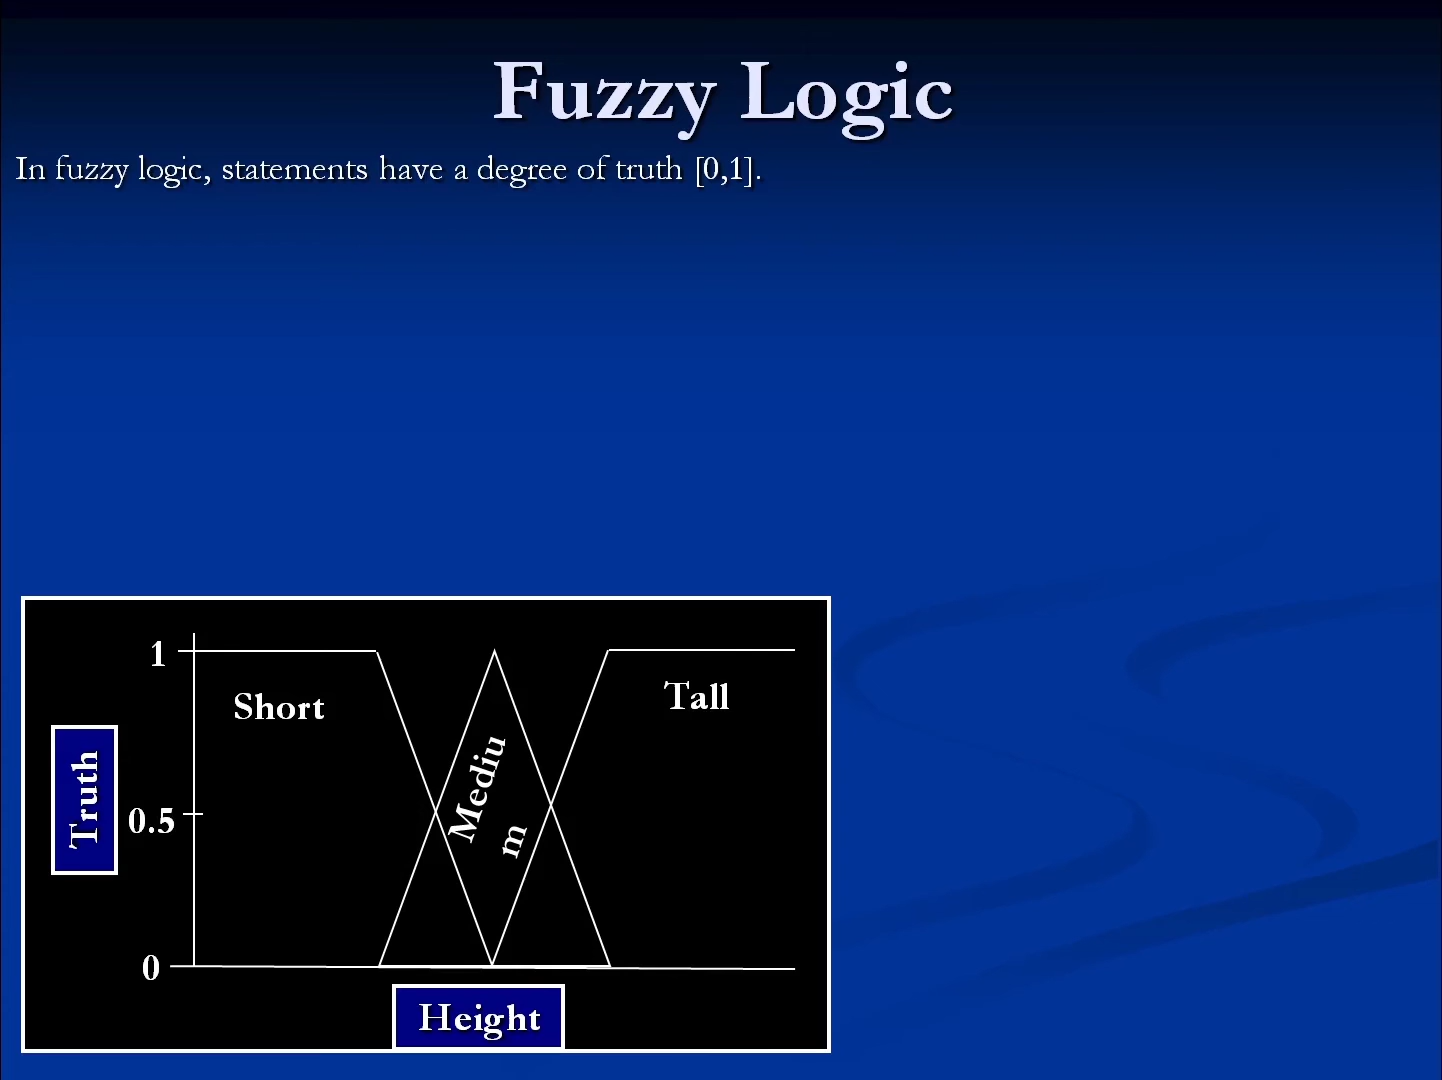 Fuzzy Logic
In fuzzy logic, statements have a degree of truth [0,1].
1
Short
Tall
Mediu
m
Truth
0.5
0
Height